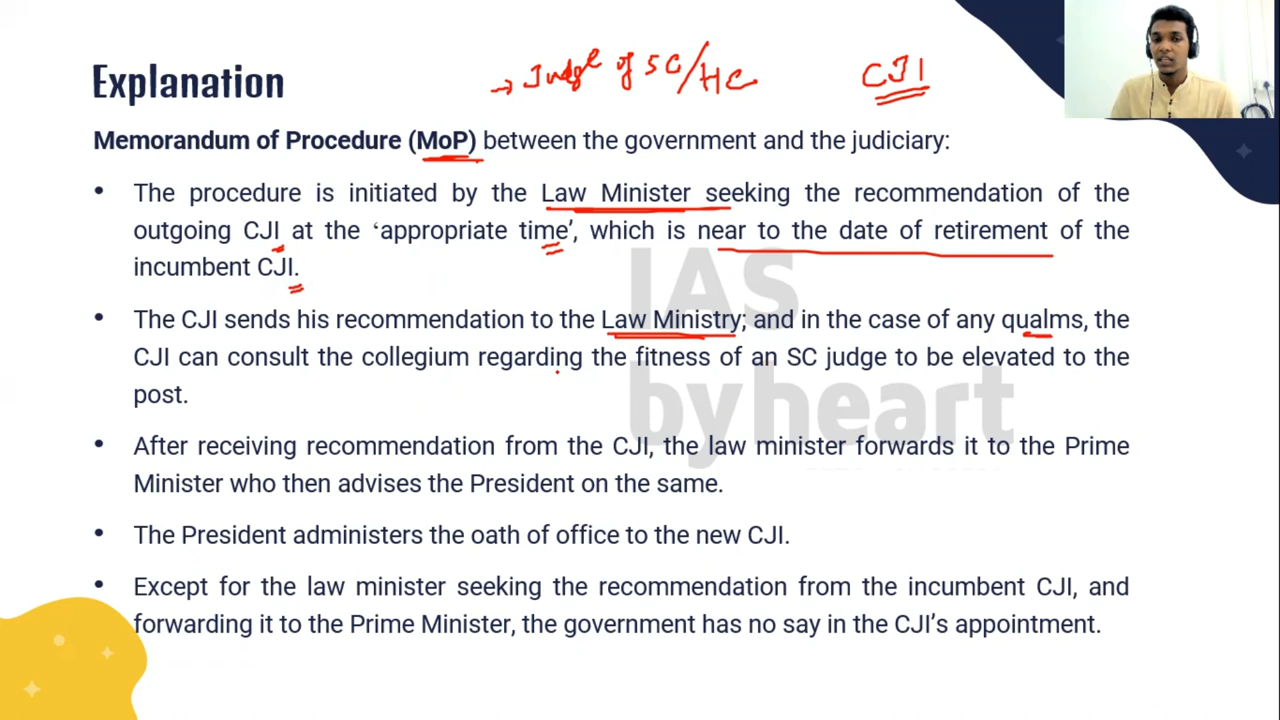 → Judge of SC/HC
CJI
Explanation
Memorandum of Procedure (MoP) between the government and the judiciary:
• The procedure is initiated by the Law Minister seeking the recommendation of the
outgoing CJI at the ‘appropriate time’, which is near to the date of retirement of the
incumbent CJI.
• The CJI sends his recommendation to the Law Ministry; and in the case of any qualms, the
CJI can consult the collegium regarding the fitness of an SC judge to be elevated to the
post.
• After receiving recommendation from the CJI, the law minister forwards it to the Prime
Minister who then advises the President on the same.
• The President administers the oath of office to the new CJI.
• Except for the law minister seeking the recommendation from the incumbent CJI, and
forwarding it to the Prime Minister, the government has no say in the CJI’s appointment.
IAS
by heart